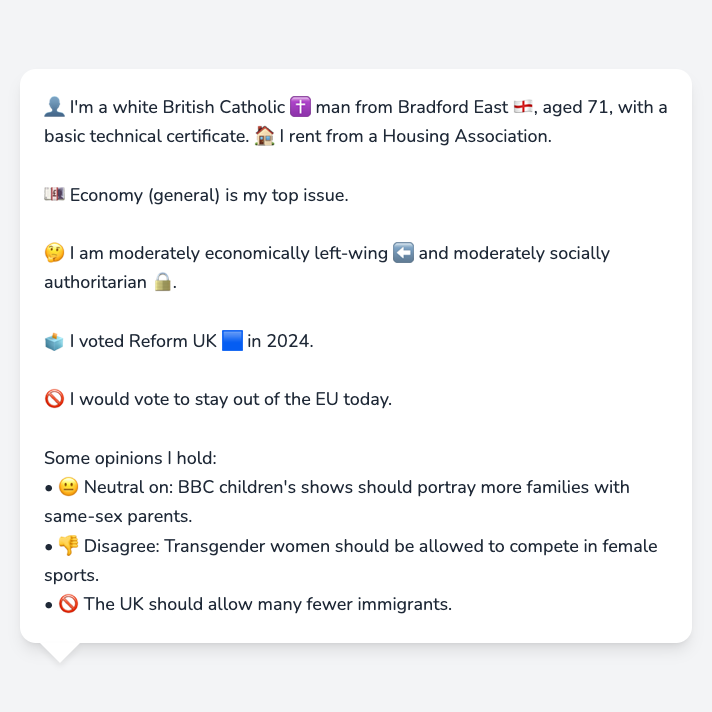 👤 I'm a white British Catholic ✝️ man from Bradford East 🏴󠁧󠁢󠁥󠁮󠁧󠁿, aged 71, with a
basic technical certificate. 🏠 I rent from a Housing Association.
💷 Economy (general) is my top issue.
🤔 I am moderately economically left-wing ⬅️ and moderately socially
authoritarian 🔒.
🗳️ I voted Reform UK 🟦 in 2024.
🚫 I would vote to stay out of the EU today.
Some opinions I hold:
• 😐 Neutral on: BBC children's shows should portray more families with
same-sex parents.
• 👎 Disagree: Transgender women should be allowed to compete in female
sports.
• 🚫 The UK should allow many fewer immigrants.